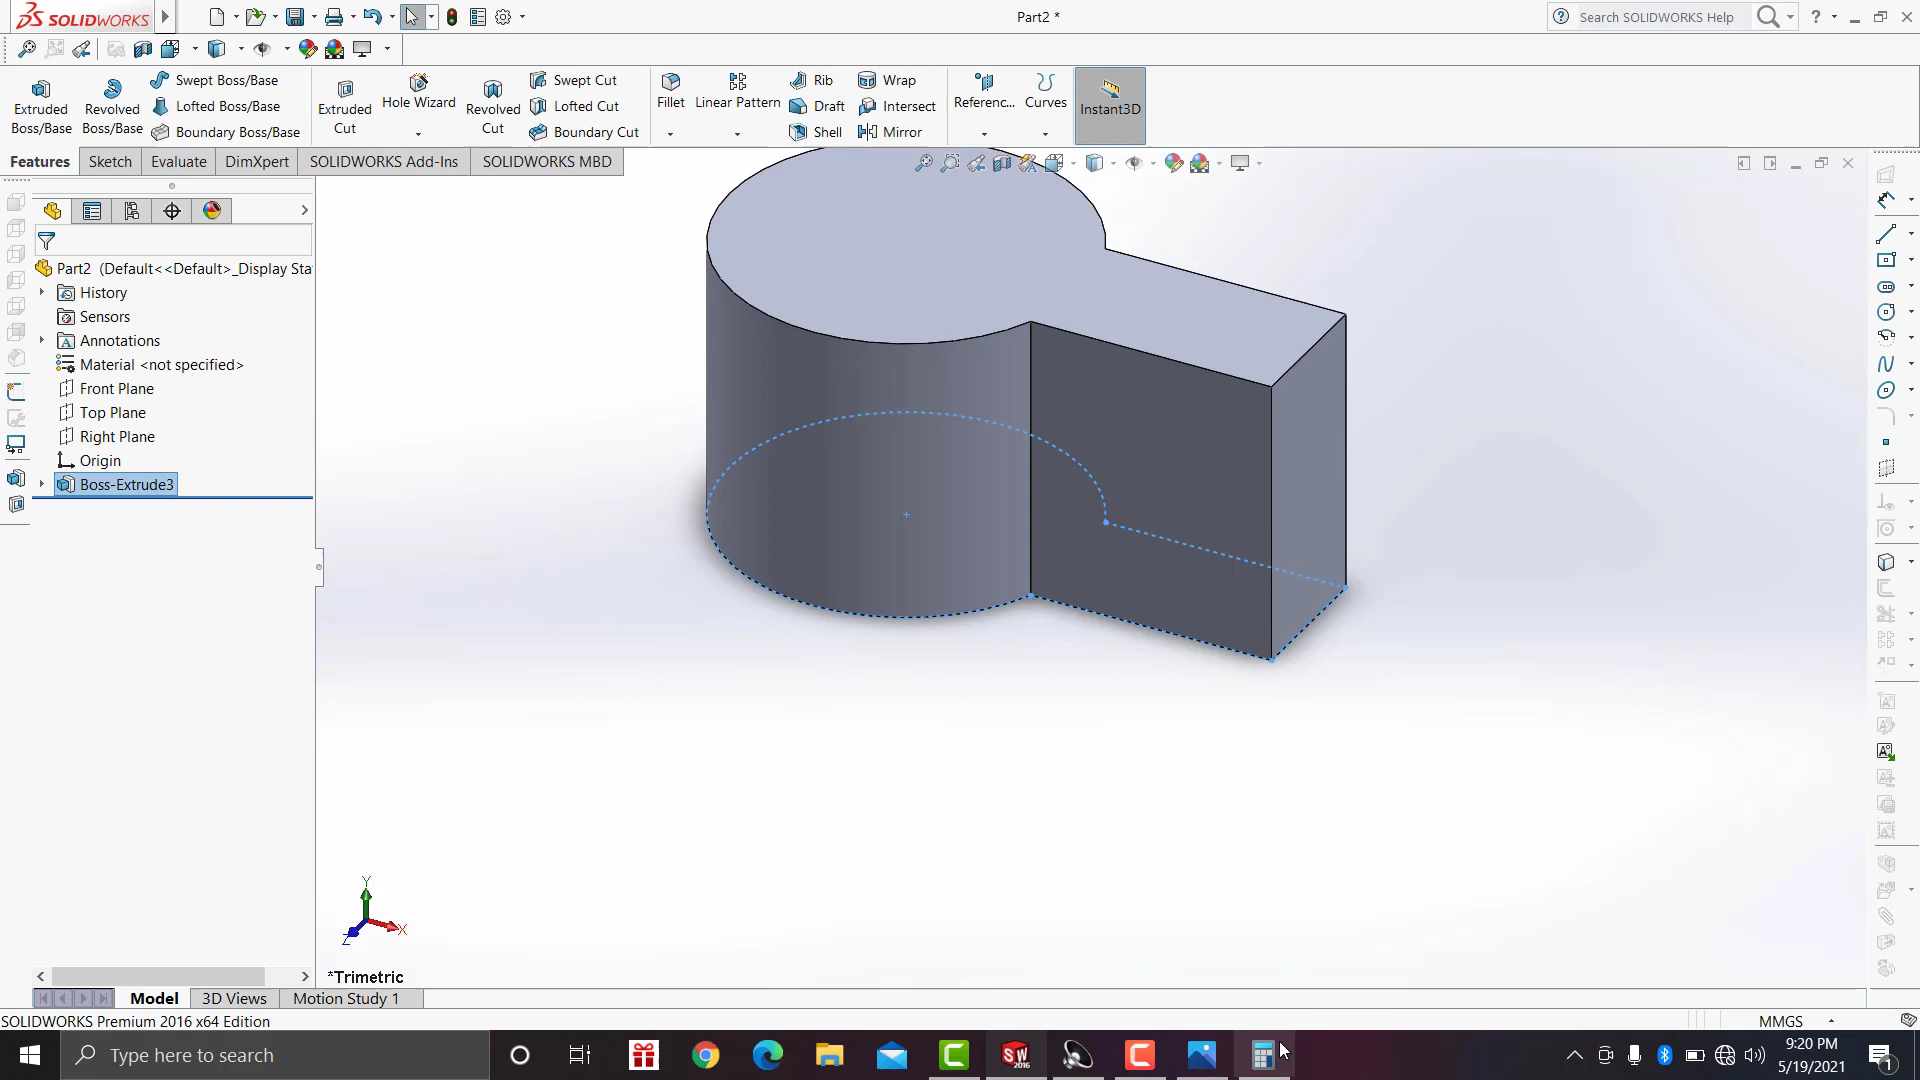 SOLIDWORKS
Part2 *
Search SOLIDWORKS Help
Extruded Boss/Base
Revolved Boss/Base
Swept Boss/Base
Lofted Boss/Base
Boundary Boss/Base
Extruded Cut
Hole Wizard
Revolved Cut
Swept Cut
Lofted Cut
Boundary Cut
Fillet
Linear Pattern
Rib
Draft
Shell
Wrap
Intersect
Mirror
Referenc...
Curves
Instant3D
Features
Sketch
Evaluate
DimXpert
SOLIDWORKS Add-Ins
SOLIDWORKS MBD
Part2 (Default<<Default>_Display Sta
History
Sensors
Annotations
Material <not specified>
Front Plane
Top Plane
Right Plane
Origin
Boss-Extrude3
Y
X
Z
*Trimetric
Model
3D Views
Motion Study 1
SOLIDWORKS Premium 2016 x64 Edition
MMGS
Type here to search
SW
2016
9:20 PM
5/19/2021
1